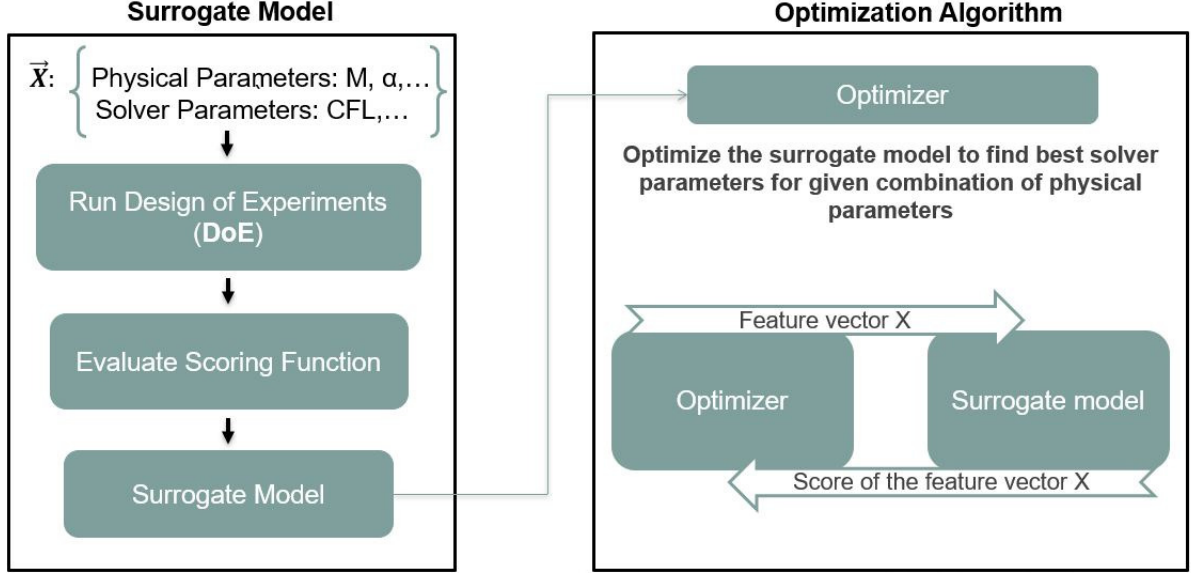 Surrogate Model
X⃗: Physical Parameters: M, α,…
Solver Parameters: CFL,…
Run Design of Experiments
(DoE)
Evaluate Scoring Function
Surrogate Model
Optimization Algorithm
Optimizer
Optimize the surrogate model to find best solver
parameters for given combination of physical
parameters
Feature vector X
Optimizer
Surrogate model
Score of the feature vector X